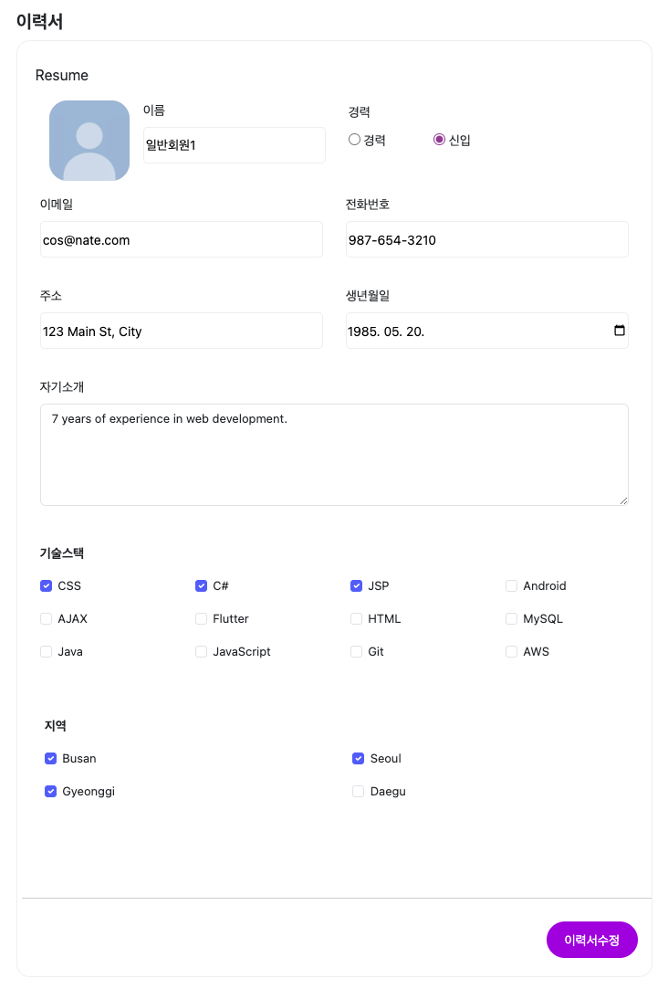 이력서
Resume
이름
일반회원1
경력
경력 신입
이메일 전화번호
cos@nate.com 987-654-3210
주소 생년월일
123 Main St, City 1985. 05. 20.
자기소개
7 years of experience in web development.
기술스택
CSS C# JSP Android
AJAX Flutter HTML MySQL
Java JavaScript Git AWS
지역
Busan Seoul
Gyeonggi Daegu
이력서수정